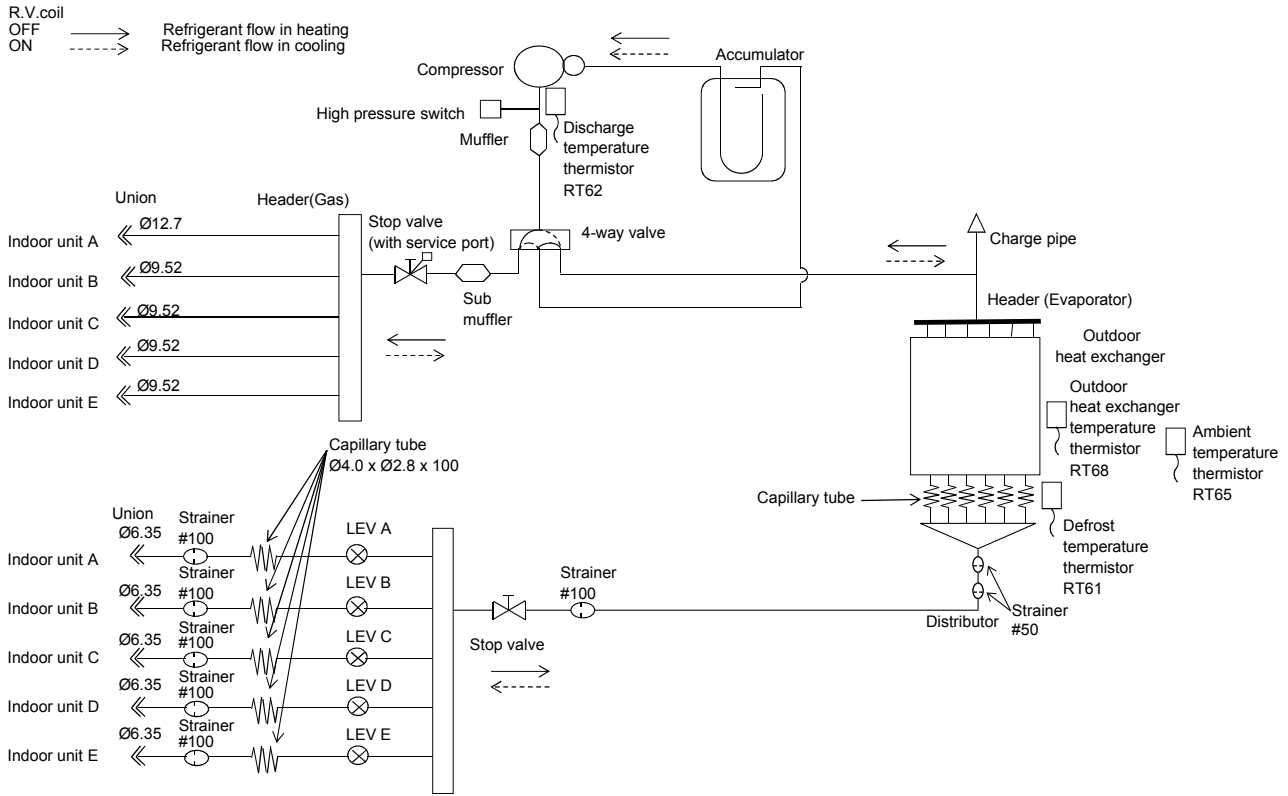 R.V.coil
OFF Refrigerant flow in heating
ON Refrigerant flow in cooling
Compressor
Accumulator
High pressure switch
Muffler
Discharge
temperature
thermistor
RT62
Union
Header(Gas)
Stop valve
(with service port)
4-way valve
Charge pipe
Indoor unit A
Ø12.7
Indoor unit B
Ø9.52
Indoor unit C
Ø9.52
Indoor unit D
Ø9.52
Indoor unit E
Ø9.52
Sub
muffler
Header (Evaporator)
Outdoor
heat exchanger
Outdoor
heat exchanger
temperature
thermistor
RT68
Ambient
temperature
thermistor
RT65
Capillary tube
Ø4.0 x Ø2.8 x 100
Capillary tube
Defrost
temperature
thermistor
RT61
Union
Indoor unit A
Ø6.35
Strainer
#100
LEV A
Indoor unit B
Ø6.35
Strainer
#100
LEV B
Indoor unit C
Ø6.35
Strainer
#100
LEV C
Indoor unit D
Ø6.35
Strainer
#100
LEV D
Indoor unit E
Ø6.35
Strainer
#100
LEV E
Stop valve
Strainer
#100
Distributor
Strainer
#50